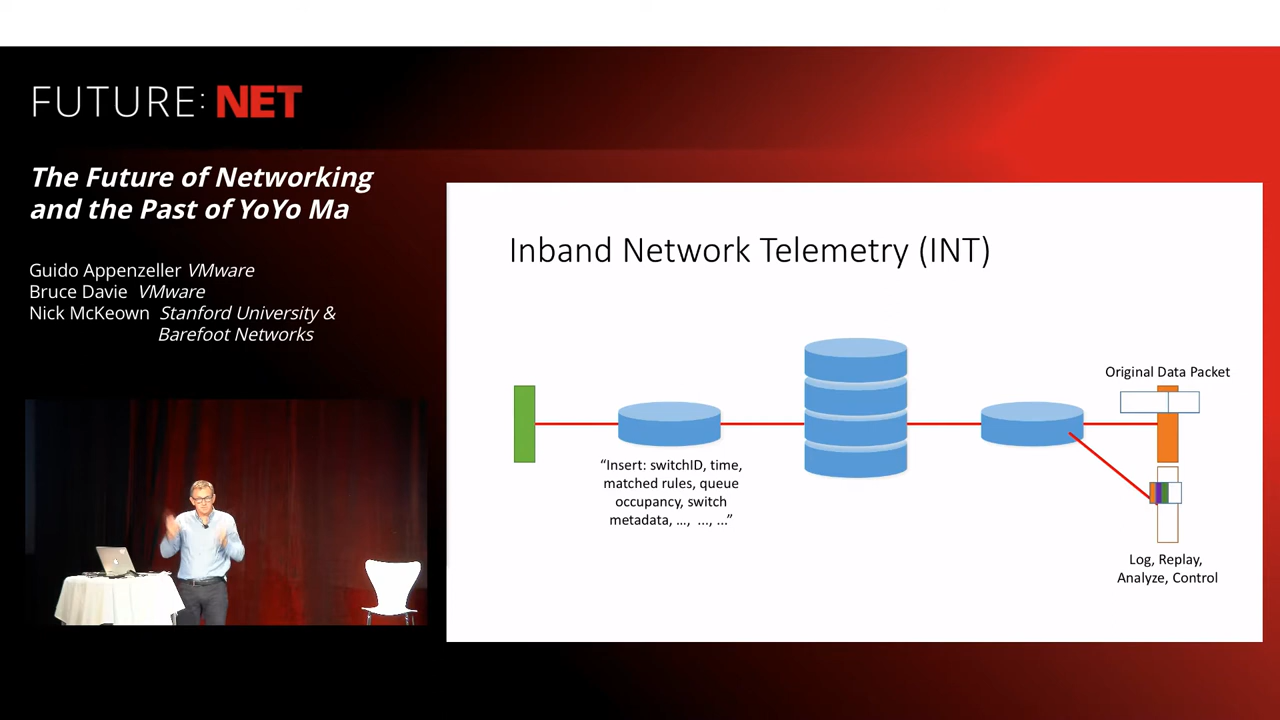 FUTURE: NET
The Future of Networking
and the Past of YoYo Ma
Guido Appenzeller VMware
Bruce Davie VMware
Nick McKeown Stanford University &
Barefoot Networks
Inband Network Telemetry (INT)
Original Data Packet
“Insert: switchID, time,
matched rules, queue
occupancy, switch
metadata, …, ..., ...”
Log, Replay,
Analyze, Control